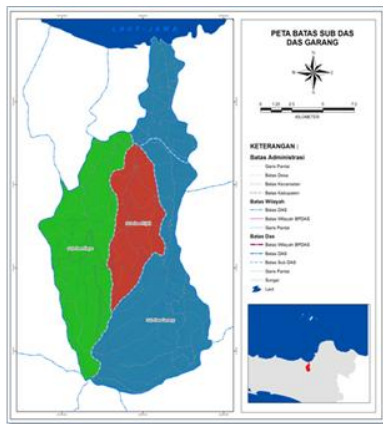 LAUT JAWA
PETA BATAS SUB DAS
DAS GARANG
KILOMETER
KETERANGAN :
Batas Administrasi
Garis Pantai
Batas Desa
Batas Kecamatan
Batas Kabupaten
Batas Wilayah
Batas DAS
Batas Wilayah BPDAS
Garis Pantai
Batas Das
Batas Wilayah BPDAS
Batas DAS
Batas Sub DAS
Garis Pantai
Sungai
Laut